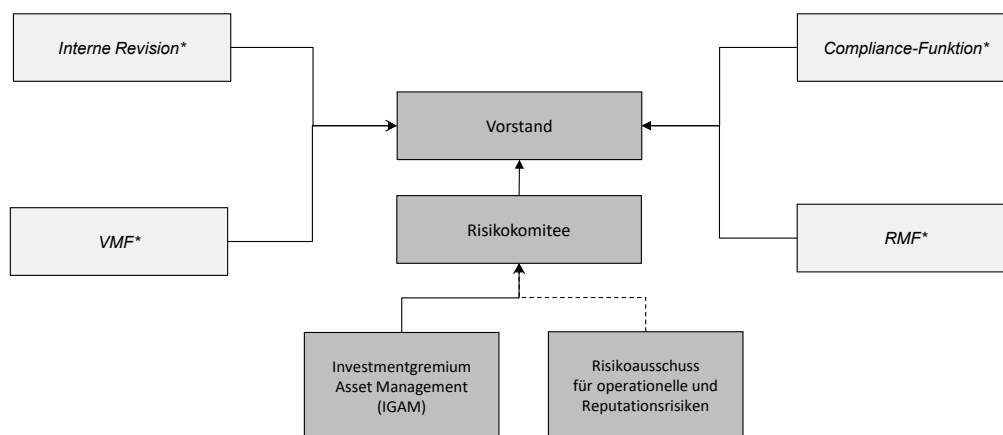 Interne Revision*
Compliance-Funktion*
Vorstand
VMF*
Risikokomitee
RMF*
Investmentgremium
Asset Management
(IGAM)
Risikoausschuss
für operationelle und
Reputationsrisiken